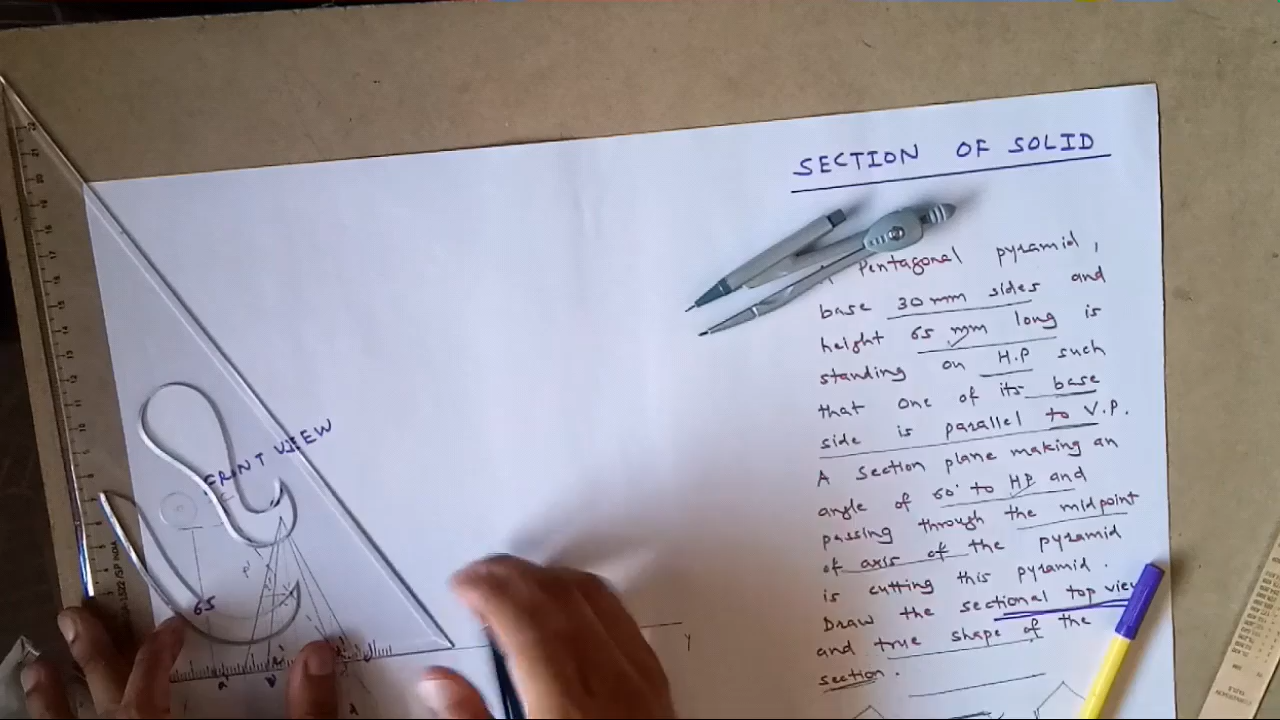 SECTION OF SOLID
Pentagonal pyramid,
base 30 mm sides and
height 65 mm long is
standing on H.P such
that one of its base
side is parallel to V.P.
A section plane making an
angle of 60° to HP and
passing through the midpoint
of axis of the pyramid
is cutting this pyramid.
Draw the sectional top view
and true shape of the
section.
FRONT VIEW
65
Y